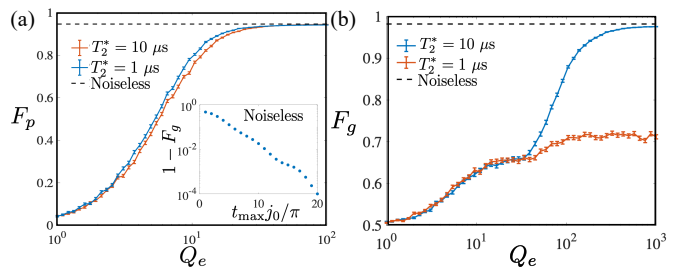 (a)
1
0.8
0.6
0.4
0.2
0
F_p
T_2^* = 10 μs
T_2^* = 1 μs
Noiseless
10^0
10^1
10^2
Q_e
Noiseless
10^0
10^-2
10^-4
1 − F_g
0
10
20
t_max j_0/π
(b)
1
0.9
0.8
0.7
0.6
0.5
F_g
T_2^* = 10 μs
T_2^* = 1 μs
Noiseless
10^0
10^1
10^2
10^3
Q_e